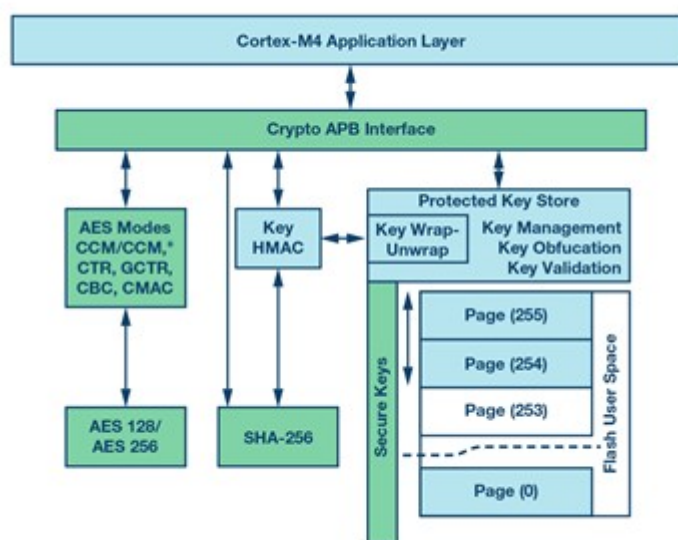 Cortex-M4 Application Layer
Crypto APB Interface
AES Modes
CCM/CCM,*
CTR, GCTR,
CBC, CMAC
Key
HMAC
Protected Key Store
Key Wrap-
Unwrap
Key Management
Key Obfucation
Key Validation
AES 128/
AES 256
SHA-256
Secure Keys
Page (255)
Page (254)
Page (253)
Page (0)
Flash User Space